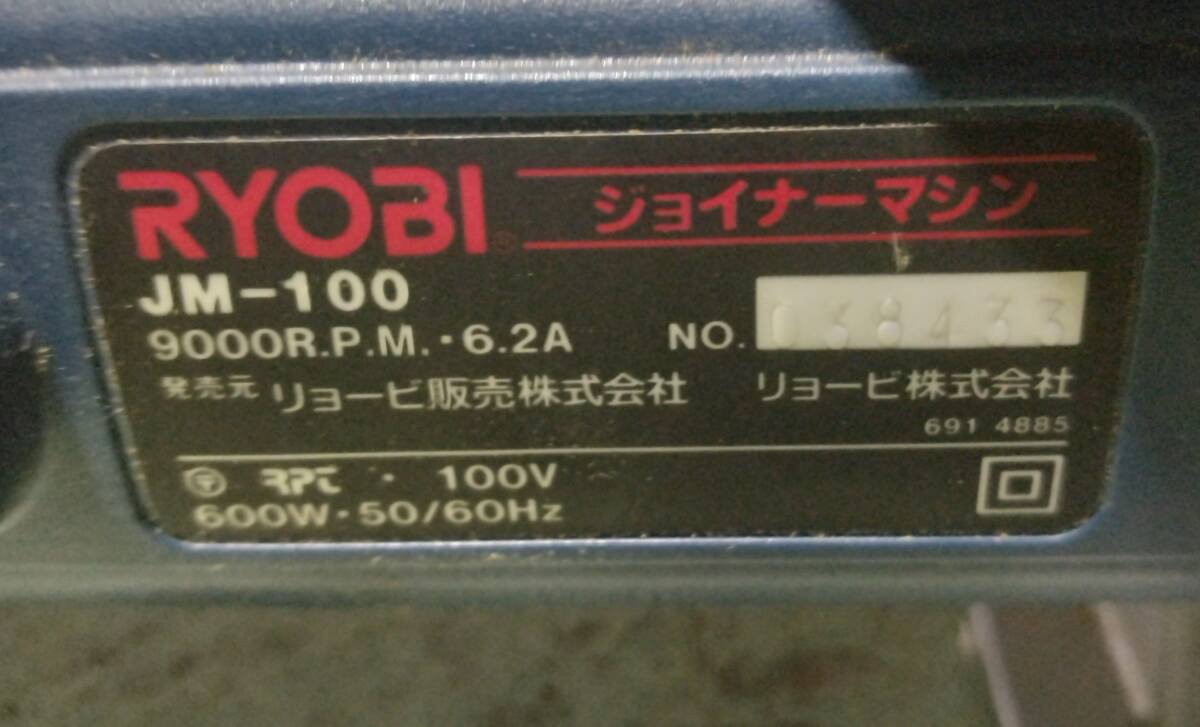 RYOBI® ジョイナーマシン
JM-100
9000R.P.M.・6.2A NO. 038433
発売元 リョービ販売株式会社 リョービ株式会社
691 4885
100V
600W・50/60Hz